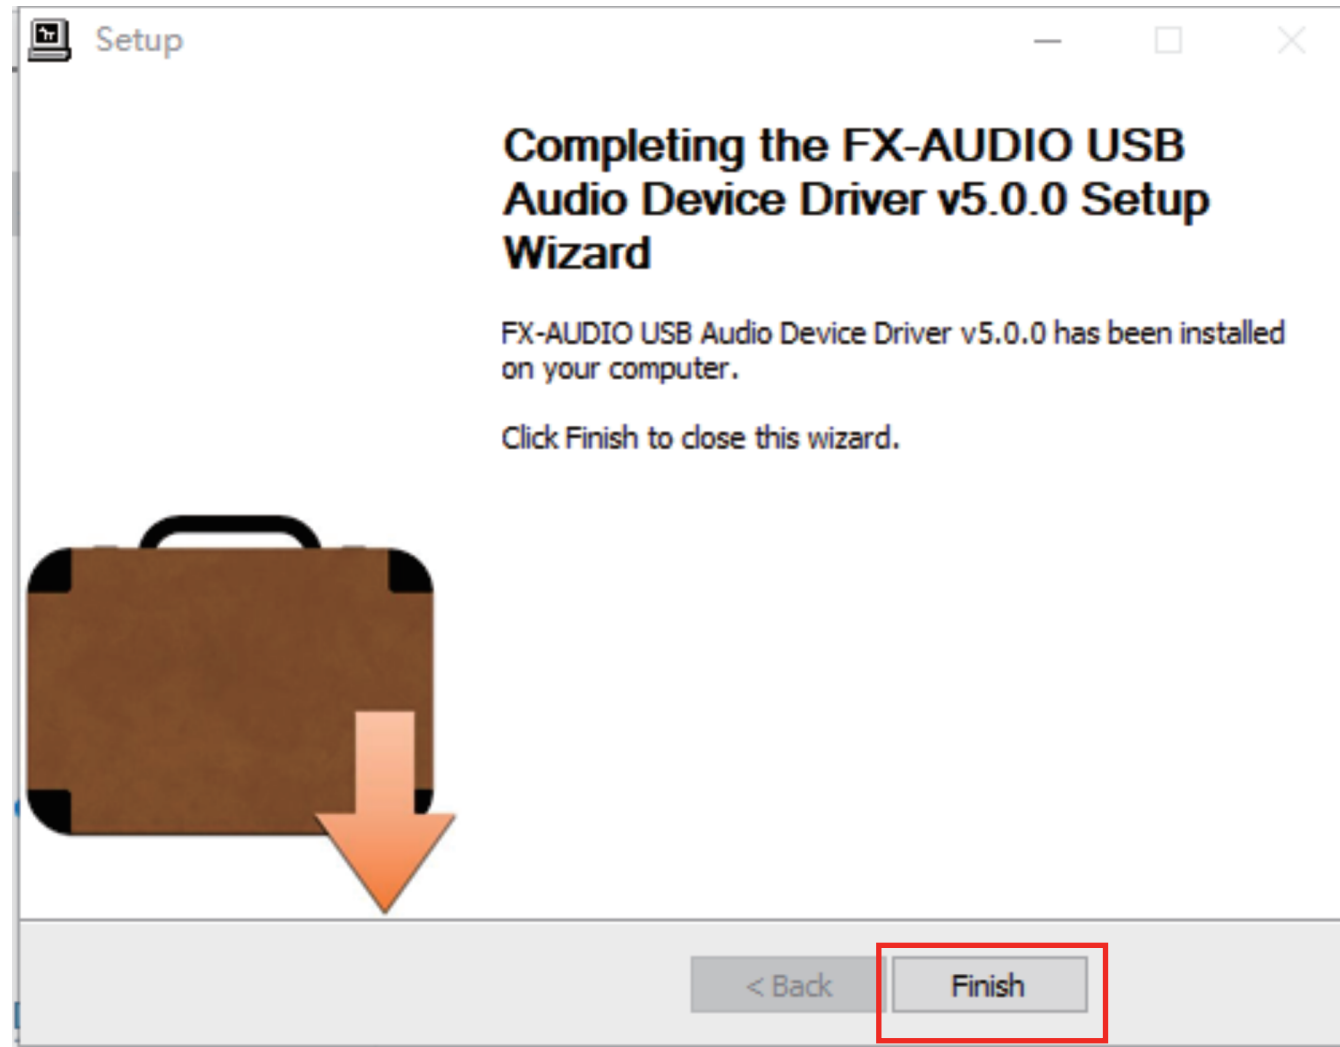 Setup
Completing the FX-AUDIO USB
Audio Device Driver v5.0.0 Setup
Wizard
FX-AUDIO USB Audio Device Driver v5.0.0 has been installed
on your computer.
Click Finish to close this wizard.
< Back
Finish